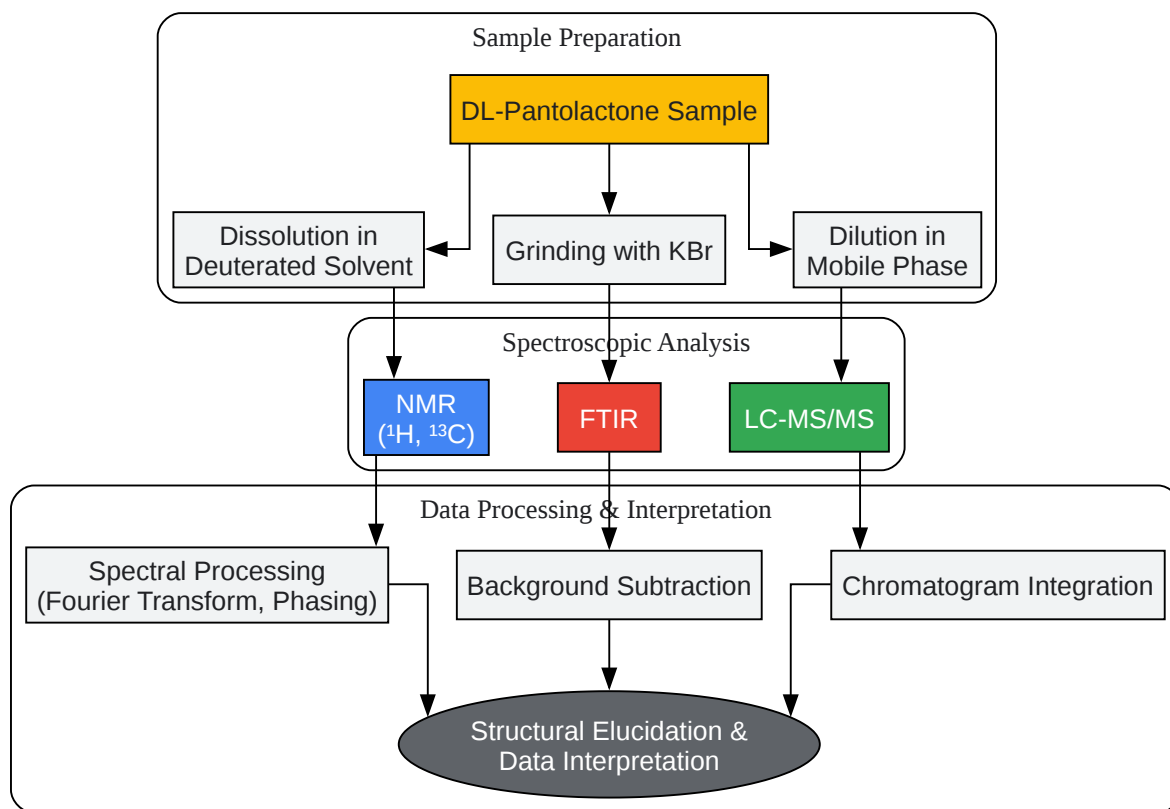 Sample Preparation
DL-Pantolactone Sample
Dissolution in
Deuterated Solvent
Grinding with KBr
Dilution in
Mobile Phase
Spectroscopic Analysis
NMR
(¹H, ¹³C)
FTIR
LC-MS/MS
Data Processing & Interpretation
Spectral Processing
(Fourier Transform, Phasing)
Background Subtraction
Chromatogram Integration
Structural Elucidation &
Data Interpretation